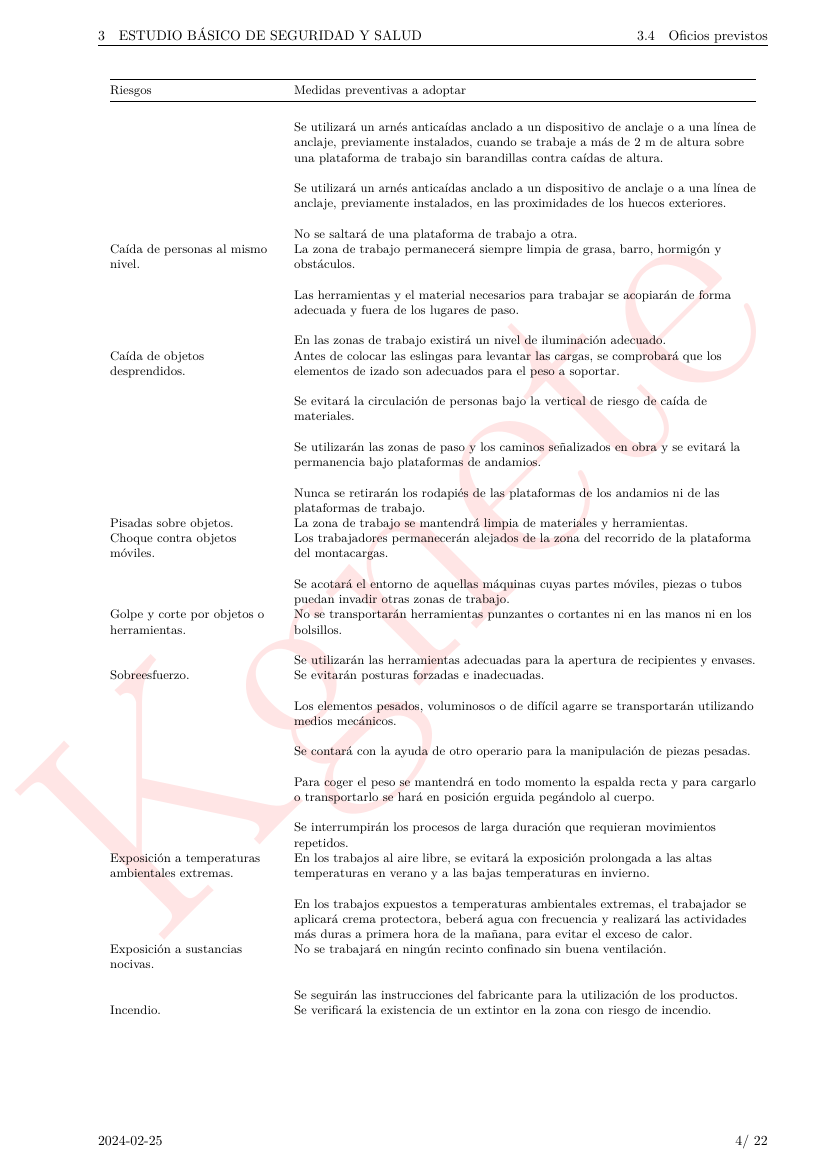 3 ESTUDIO BÁSICO DE SEGURIDAD Y SALUD 3.4 Oficios previstos
Riesgos Medidas preventivas a adoptar
Se utilizará un arnés anticaídas anclado a un dispositivo de anclaje o a una línea de
anclaje, previamente instalados, cuando se trabaje a más de 2 m de altura sobre
una plataforma de trabajo sin barandillas contra caídas de altura.
Se utilizará un arnés anticaídas anclado a un dispositivo de anclaje o a una línea de
anclaje, previamente instalados, en las proximidades de los huecos exteriores.
No se saltará de una plataforma de trabajo a otra.
Caída de personas al mismo La zona de trabajo permanecerá siempre limpia de grasa, barro, hormigón y
nivel. obstáculos.
Las herramientas y el material necesarios para trabajar se acopiarán de forma
adecuada y fuera de los lugares de paso.
En las zonas de trabajo existirá un nivel de iluminación adecuado.
Caída de objetos Antes de colocar las eslingas para levantar las cargas, se comprobará que los
desprendidos. elementos de izado son adecuados para el peso a soportar.
Se evitará la circulación de personas bajo la vertical de riesgo de caída de
materiales.
Se utilizarán las zonas de paso y los caminos señalizados en obra y se evitará la
permanencia bajo plataformas de andamios.
Nunca se retirarán los rodapiés de las plataformas de los andamios ni de las
plataformas de trabajo.
Pisadas sobre objetos. La zona de trabajo se mantendrá limpia de materiales y herramientas.
Choque contra objetos Los trabajadores permanecerán alejados de la zona del recorrido de la plataforma
móviles. del montacargas.
Se acotará el entorno de aquellas máquinas cuyas partes móviles, piezas o tubos
puedan invadir otras zonas de trabajo.
Golpe y corte por objetos o No se transportarán herramientas punzantes o cortantes ni en las manos ni en los
herramientas. bolsillos.
Se utilizarán las herramientas adecuadas para la apertura de recipientes y envases.
Sobreesfuerzo. Se evitarán posturas forzadas e inadecuadas.
Los elementos pesados, voluminosos o de difícil agarre se transportarán utilizando
medios mecánicos.
Se contará con la ayuda de otro operario para la manipulación de piezas pesadas.
Para coger el peso se mantendrá en todo momento la espalda recta y para cargarlo
o transportarlo se hará en posición erguida pegándolo al cuerpo.
Se interrumpirán los procesos de larga duración que requieran movimientos
repetidos.
Exposición a temperaturas En los trabajos al aire libre, se evitará la exposición prolongada a las altas
ambientales extremas. temperaturas en verano y a las bajas temperaturas en invierno.
En los trabajos expuestos a temperaturas ambientales extremas, el trabajador se
aplicará crema protectora, beberá agua con frecuencia y realizará las actividades
más duras a primera hora de la mañana, para evitar el exceso de calor.
Exposición a sustancias No se trabajará en ningún recinto confinado sin buena ventilación.
nocivas.
Se seguirán las instrucciones del fabricante para la utilización de los productos.
Incendio. Se verificará la existencia de un extintor en la zona con riesgo de incendio.
Kgnete
2024-02-25 4/ 22